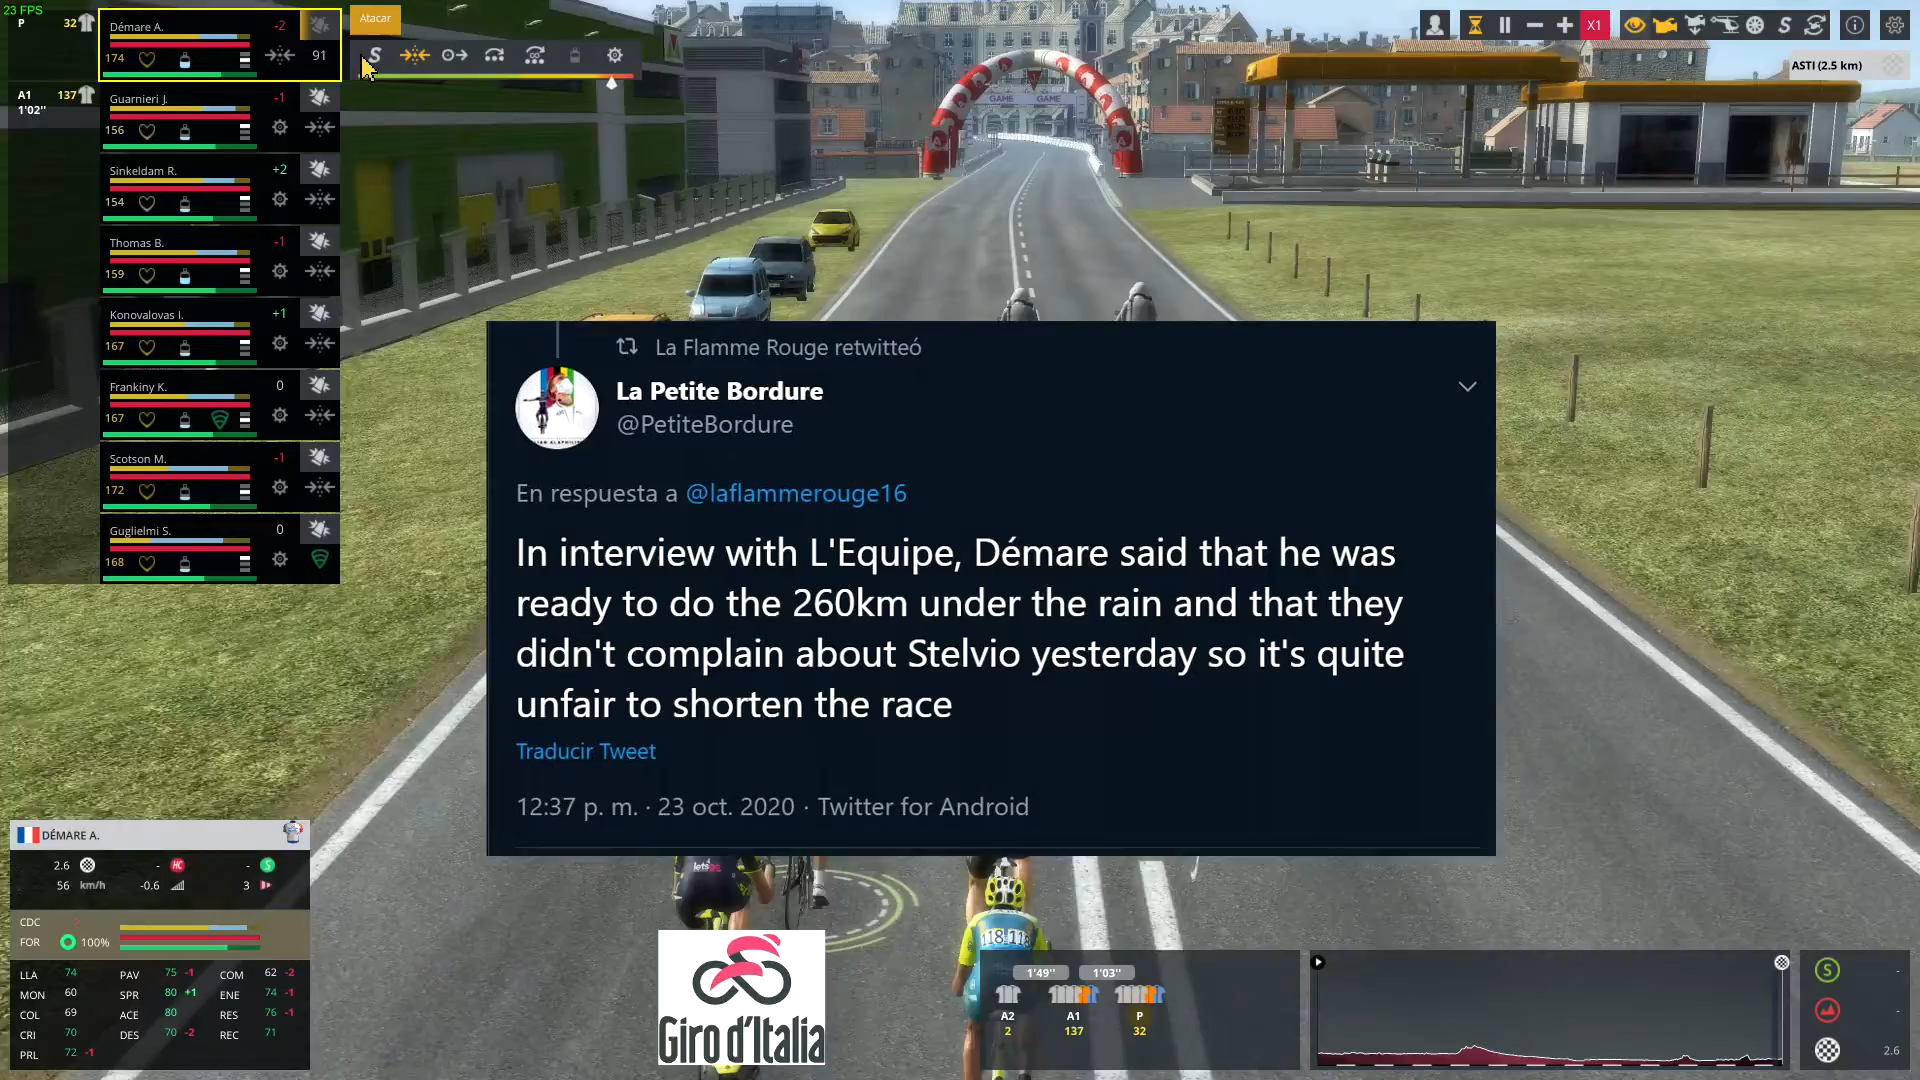 23 FPS
P 32
A1 137
1'02''
Démare A. -2
174 91
Guarnieri J. -1
156
Sinkeldam R. +2
154
Thomas B. -1
159
Konovalovas I. +1
167
Frankiny K. 0
167
Scotson M. -1
172
Guglielmi S. 0
168
Atacar
S
GAME GAME
X1
S
ASTI (2.5 km)
La Flamme Rouge retwitteó
La Petite Bordure
@PetiteBordure
En respuesta a @laflammerouge16
In interview with L'Equipe, Démare said that he was
ready to do the 260km under the rain and that they
didn't complain about Stelvio yesterday so it's quite
unfair to shorten the race
Traducir Tweet
12:37 p. m. · 23 oct. 2020 · Twitter for Android
DÉMARE A.
2.6 - HC - S
56 km/h -0.6 3
CDC
FOR 100%
LLA 74 PAV 75 -1 COM 62 -2
MON 60 SPR 80 +1 ENE 74 -1
COL 69 ACE 80 RES 76 -1
CRI 70 DES 70 -2 REC 71
PRL 72 -1
118 118
Giro d'Italia
1'49'' 1'03''
A2 A1 P
2 137 32
S -
-
2.6